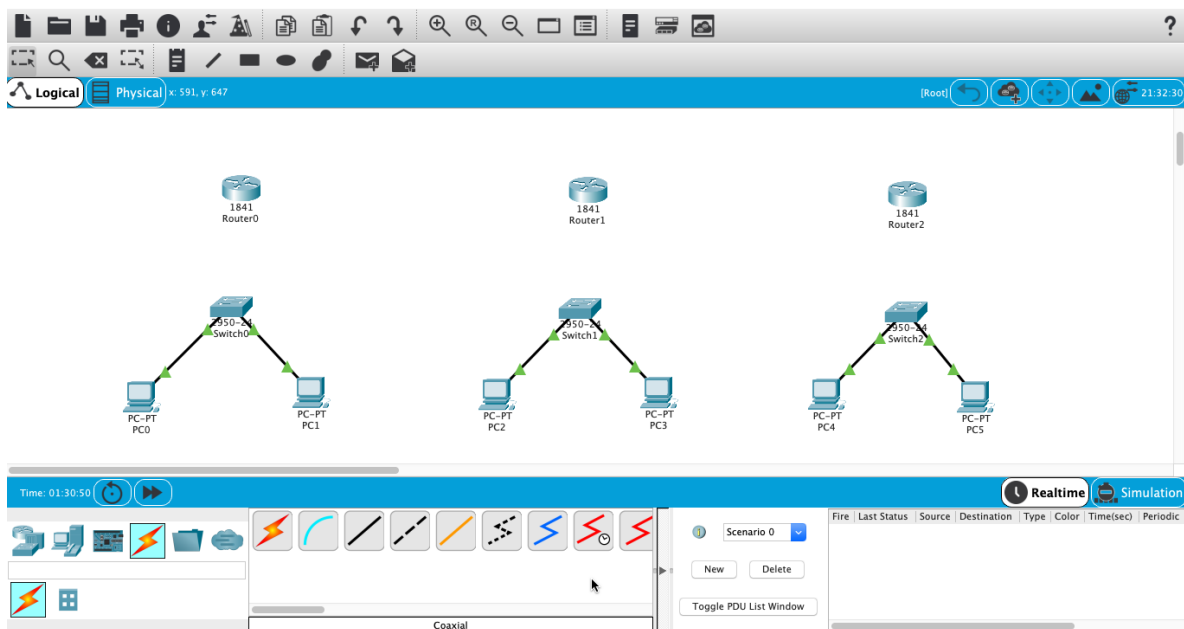 ?
Logical
Physical
x: 591, y: 647
[Root]
21:32:30
1841
Router0
1841
Router1
1841
Router2
2950-24
Switch0
2950-24
Switch1
2950-24
Switch2
PC-PT
PC0
PC-PT
PC1
PC-PT
PC2
PC-PT
PC3
PC-PT
PC4
PC-PT
PC5
Time: 01:30:50
Realtime
Simulation
Scenario 0
New
Delete
Toggle PDU List Window
Fire Last Status Source Destination Type Color Time(sec) Periodic
Coaxial